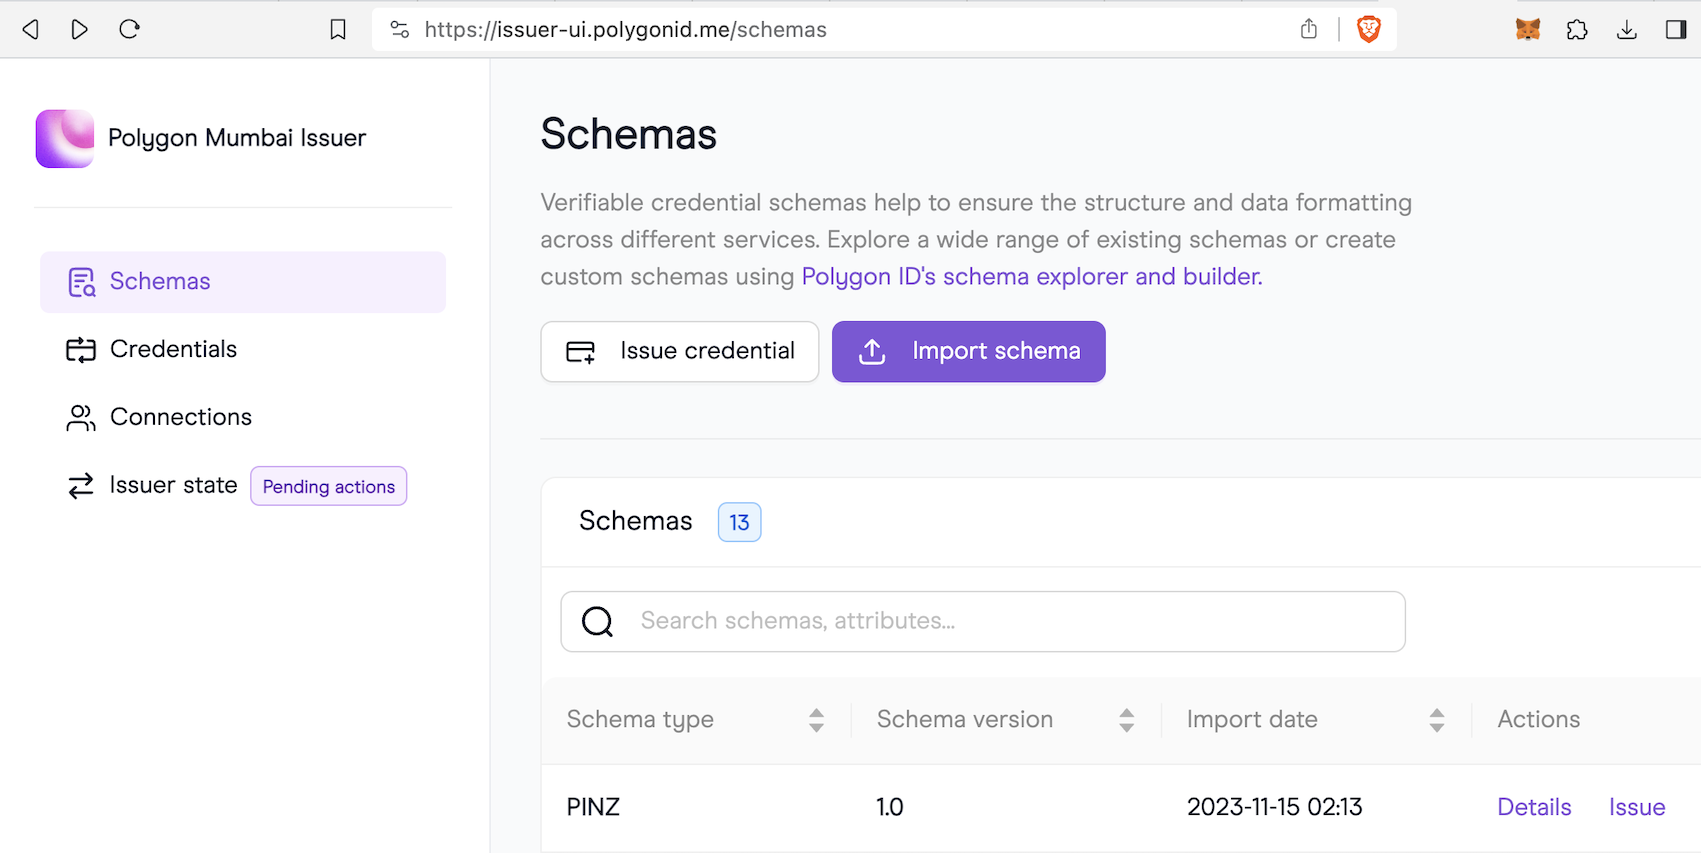 https://issuer-ui.polygonid.me/schemas
Polygon Mumbai Issuer
Schemas
Credentials
Connections
Issuer state Pending actions
Schemas
Verifiable credential schemas help to ensure the structure and data formatting
across different services. Explore a wide range of existing schemas or create
custom schemas using Polygon ID's schema explorer and builder.
Issue credential Import schema
Schemas 13
Search schemas, attributes...
Schema type Schema version Import date Actions
PINZ 1.0 2023-11-15 02:13 Details Issue